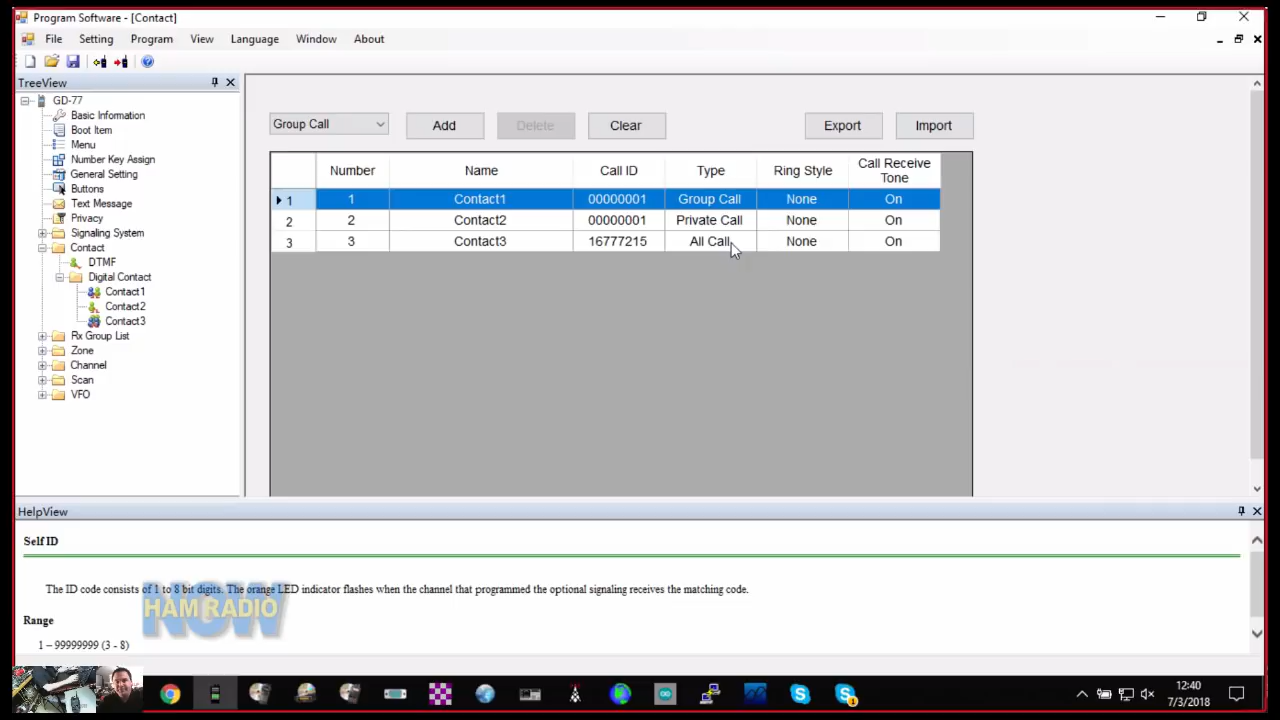 Program Software - [Contact]
File Setting Program View Language Window About
TreeView
GD-77
Basic Information
Boot Item
Menu
Number Key Assign
General Setting
Buttons
Text Message
Privacy
Signaling System
Contact
DTMF
Digital Contact
Contact1
Contact2
Contact3
Rx Group List
Zone
Channel
Scan
VFO
Group Call Add Delete Clear Export Import
Number Name Call ID Type Ring Style Call Receive Tone
1 1 Contact1 00000001 Group Call None On
2 2 Contact2 00000001 Private Call None On
3 3 Contact3 16777215 All Call None On
HelpView
Self ID
The ID code consists of 1 to 8 bit digits. The orange LED indicator flashes when the channel that programmed the optional signaling receives the matching code.
Range
1 – 99999999 (3 - 8)
HAM RADIO
NOW
12:40
7/3/2018